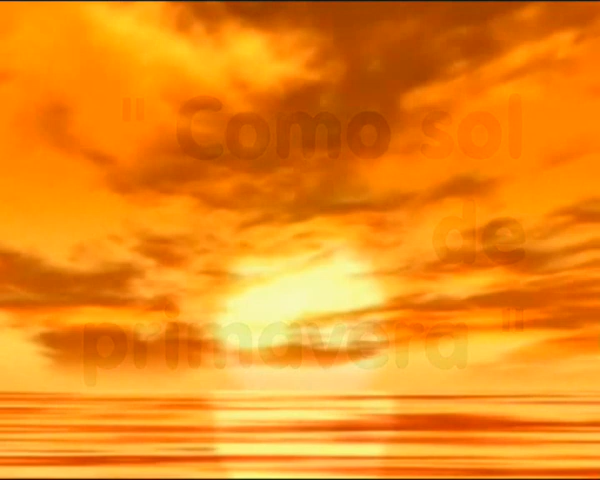 " Como sol
de
primavera "